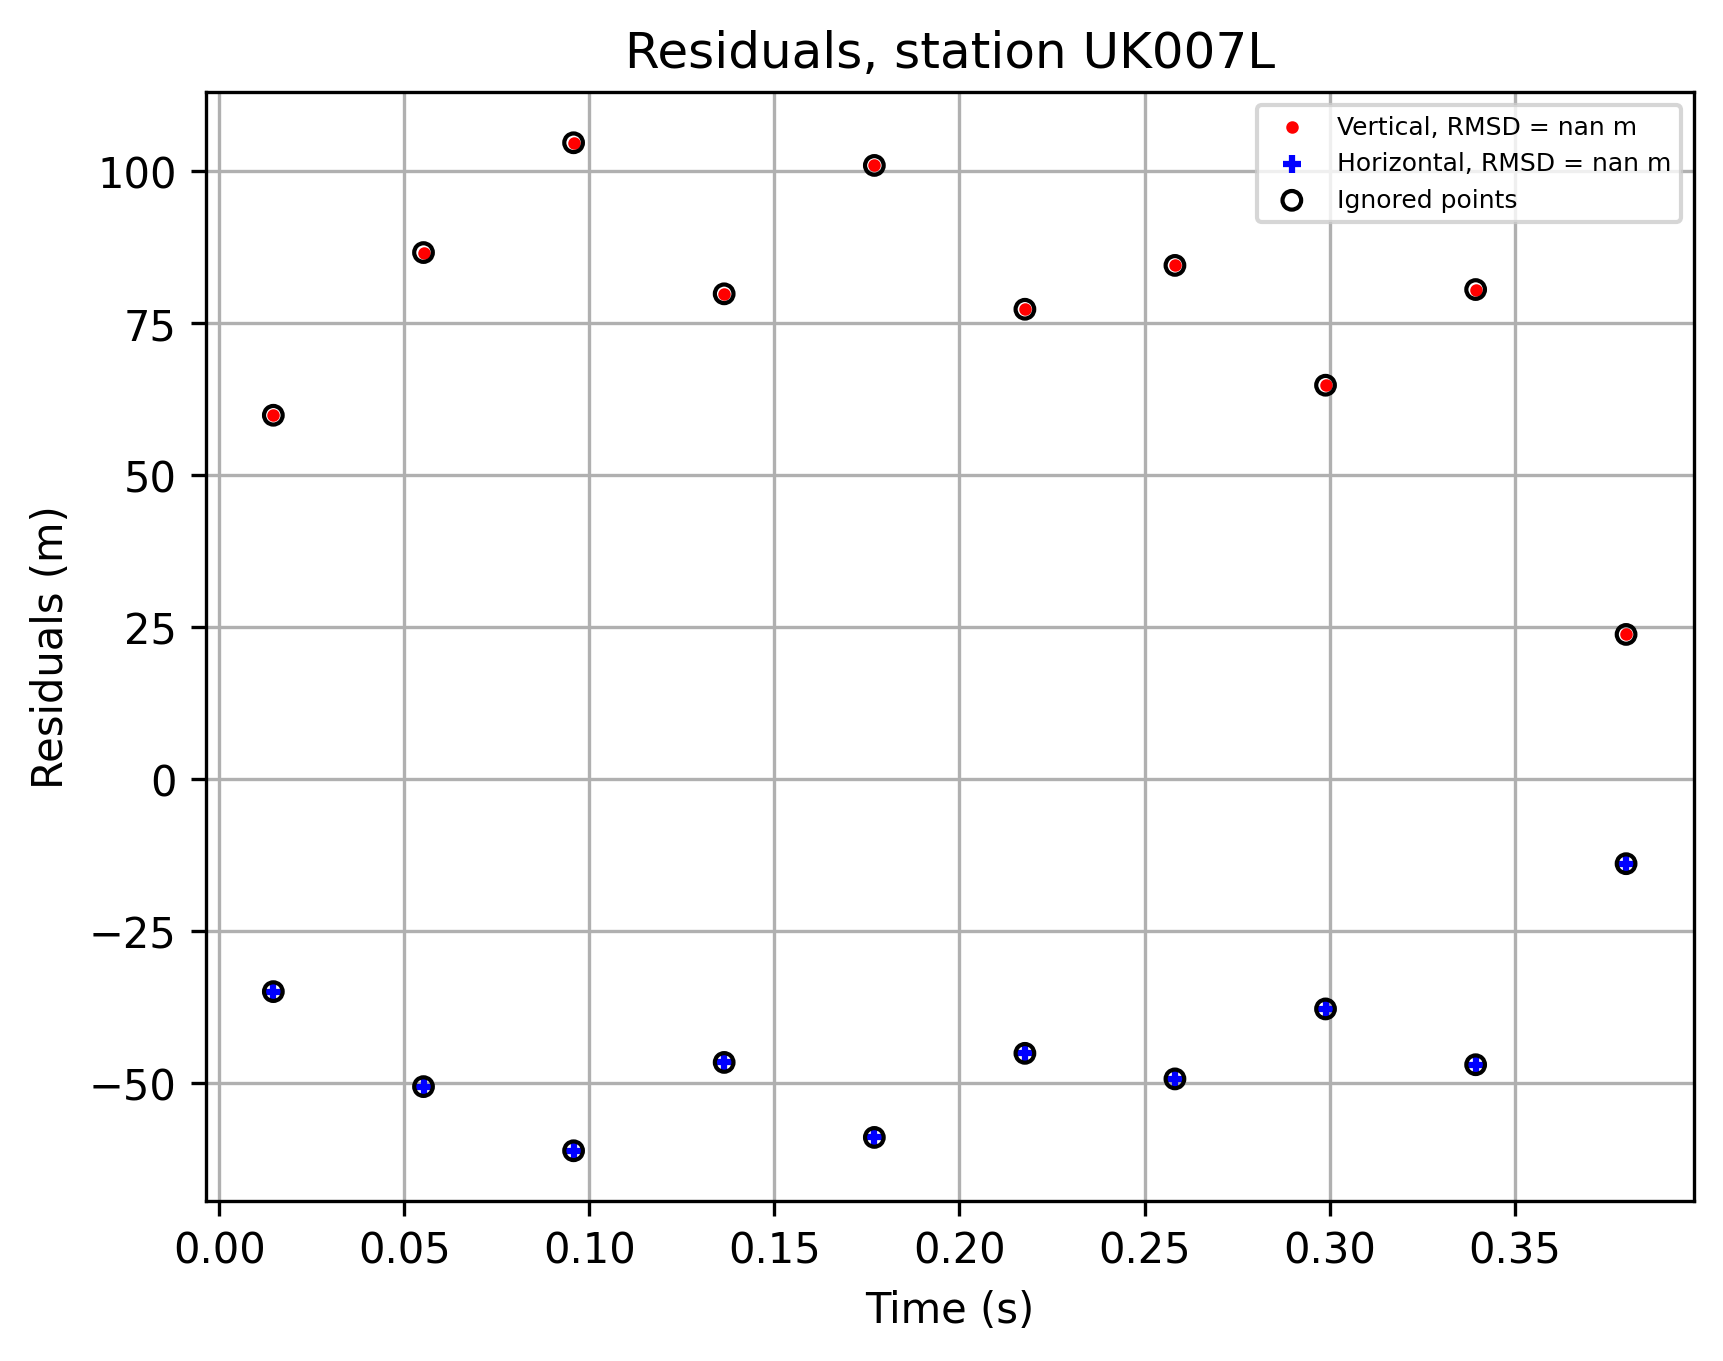 Residuals, station UK007L
Vertical, RMSD = nan m
Horizontal, RMSD = nan m
Ignored points
Residuals (m)
100
75
50
25
0
−25
−50
0.00 0.05 0.10 0.15 0.20 0.25 0.30 0.35
Time (s)